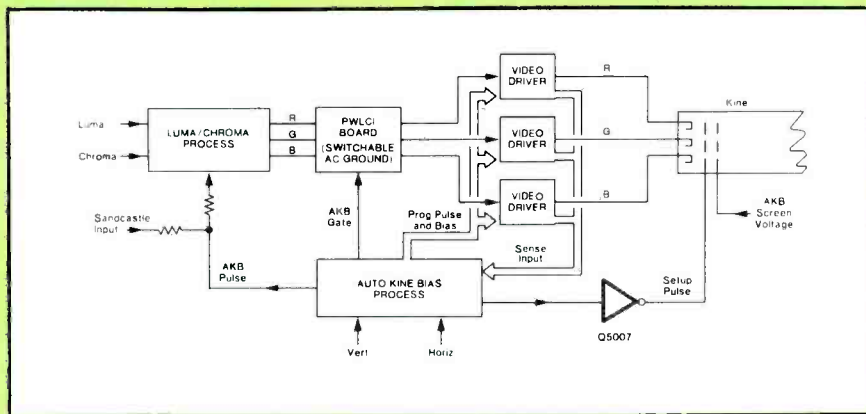 Luma
Chroma
LUMA/CHROMA
PROCESS
R
G
B
PWLCI
BOARD
(SWITCHABLE
AC GROUND)
VIDEO
DRIVER
VIDEO
DRIVER
VIDEO
DRIVER
R
G
B
Kine
AKB
Screen
Voltage
Sandcastle
Input
AKB
Pulse
AKB
Gate
Prog Pulse
and Bias
Sense
Input
AUTO KINE BIAS
PROCESS
Setup
Pulse
Q5007
Vert
Horiz